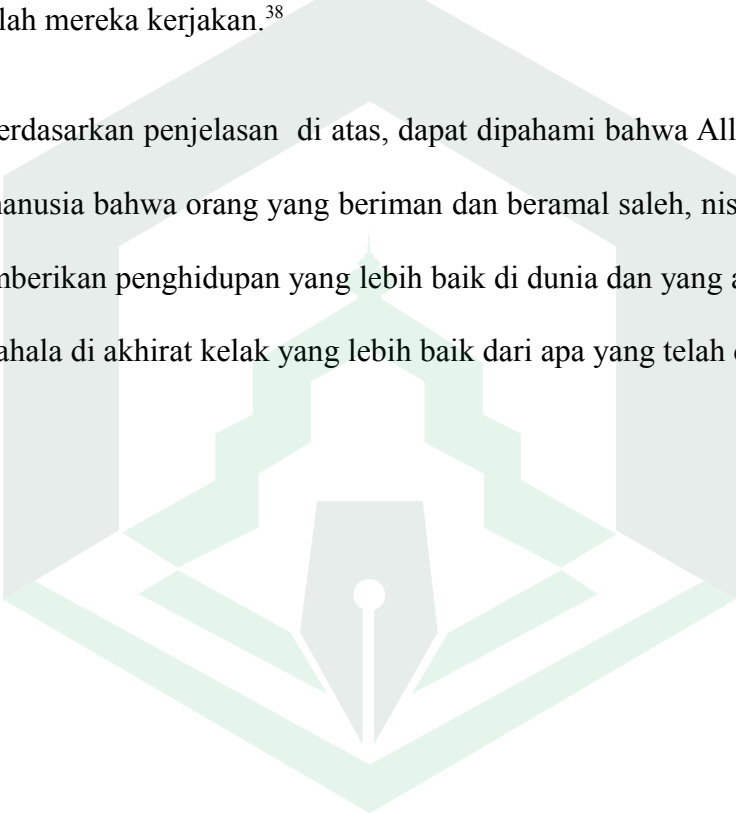 lah mereka kerjakan.38
erdasarkan penjelasan di atas, dapat dipahami bahwa All
anusia bahwa orang yang beriman dan beramal saleh, nis
mberikan penghidupan yang lebih baik di dunia dan yang a
ahala di akhirat kelak yang lebih baik dari apa yang telah